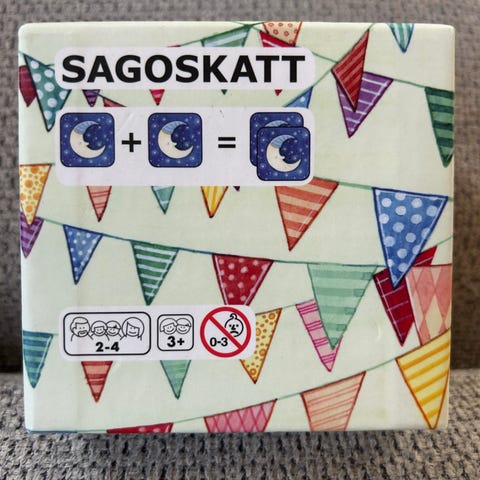 SAGOSKATT
+ =
2-4 3+ 0-3